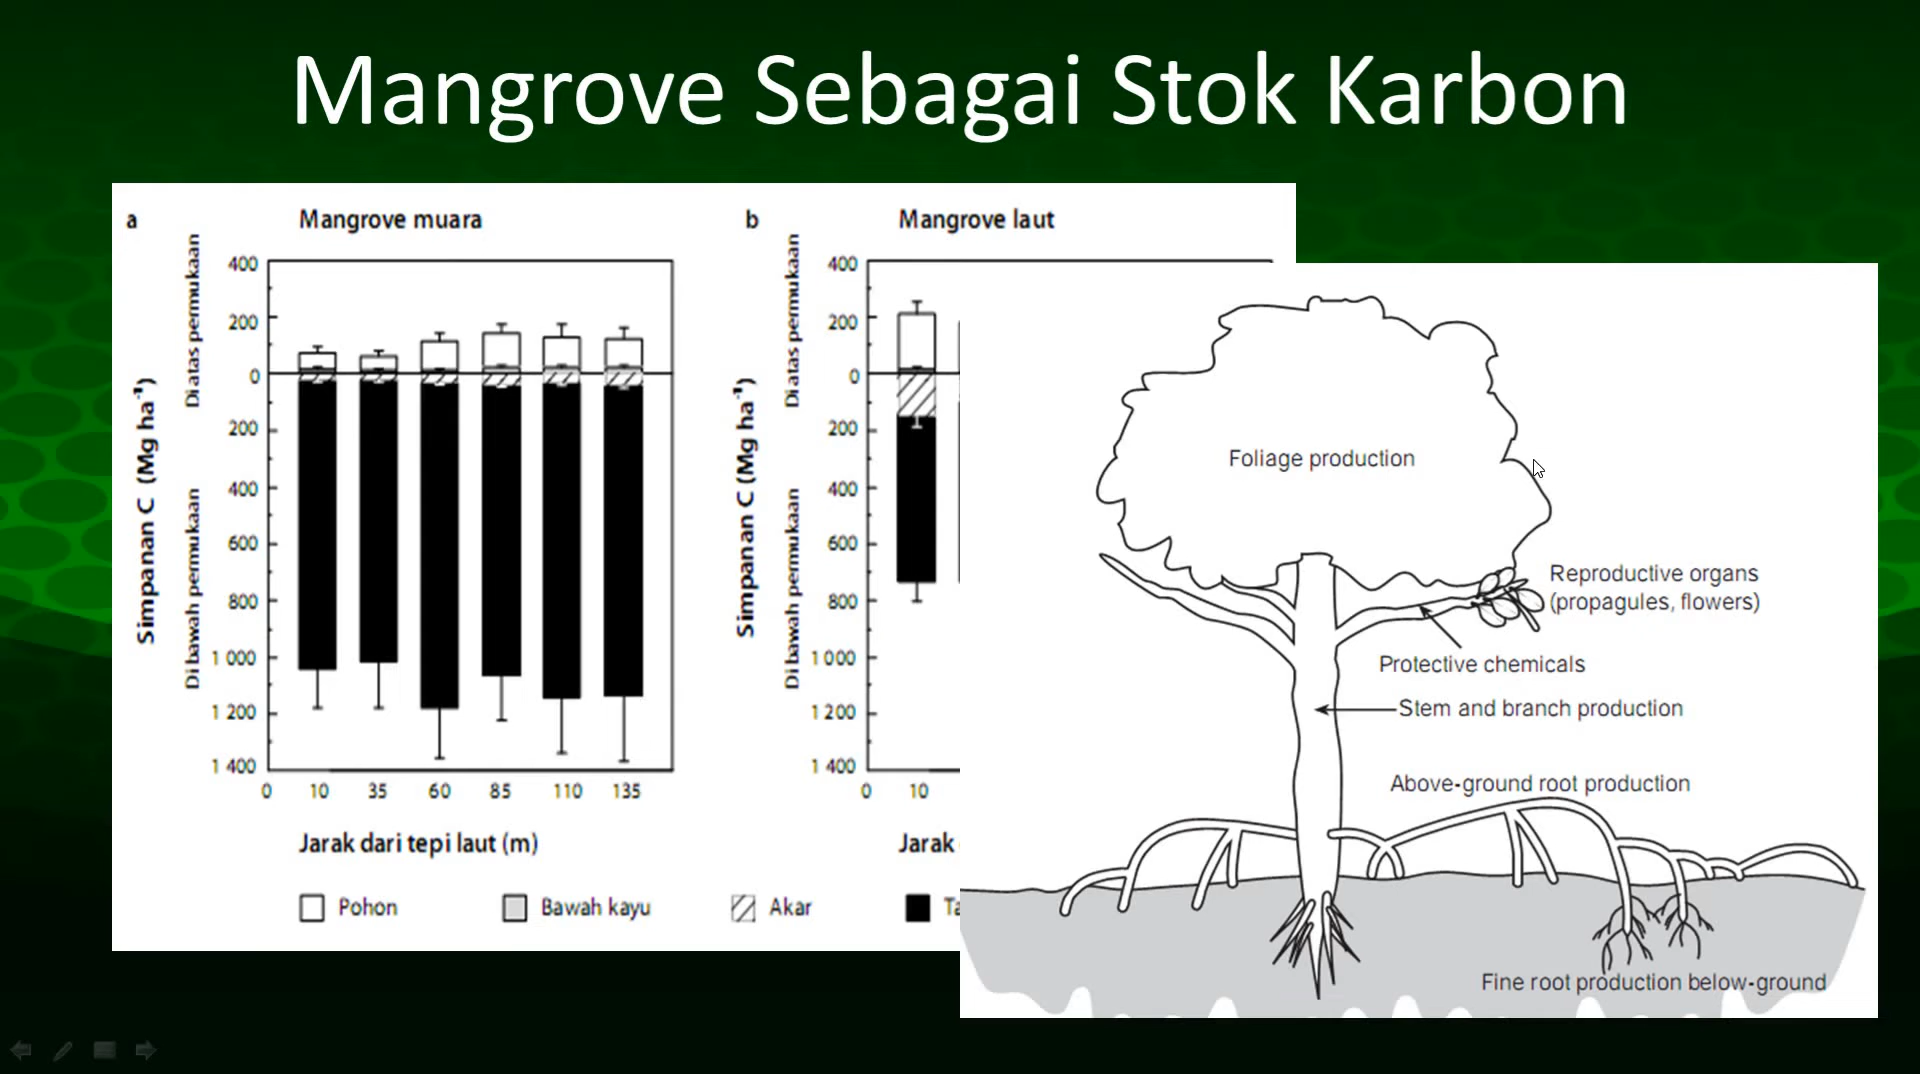 Mangrove Sebagai Stok Karbon
a
Mangrove muara
Simpanan C (Mg ha⁻¹)
Di atas permukaan
Di bawah permukaan
400
200
0
200
400
600
800
1 000
1 200
1 400
0 10 35 60 85 110 135
Jarak dari tepi laut (m)
b
Mangrove laut
Simpanan C (Mg ha⁻¹)
Di atas permukaan
Di bawah permukaan
400
200
0
200
400
600
800
1 000
1 200
1 400
0 10
Jarak
Pohon
Bawah kayu
Akar
Foliage production
Reproductive organs
(propagules, flowers)
Protective chemicals
Stem and branch production
Above-ground root production
Fine root production below-ground